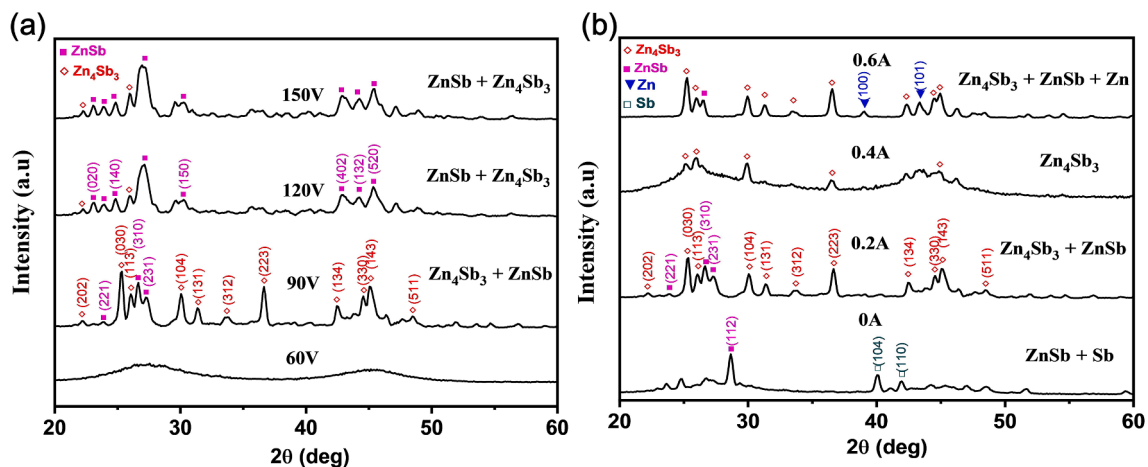 (a)
ZnSb
Zn4Sb3
150V
ZnSb + Zn4Sb3
(020)
(140)
(150)
120V
(402)
(132)
(520)
ZnSb + Zn4Sb3
(202)
(221)
(030)
(113)
(310)
(231)
(104)
(131)
(312)
(223)
90V
(134)
(330)
(143)
(511)
Zn4Sb3 + ZnSb
60V
20 30 40 50 60
2θ (deg)
Intensity (a.u)
(b)
Zn4Sb3
ZnSb
Zn
Sb
0.6A
(100)
(101)
Zn4Sb3 + ZnSb + Zn
0.4A
Zn4Sb3
(202)
(221)
(030)
(113)
(310)
(231)
(104)
(131)
(312)
(223)
0.2A
(134)
(330)
(143)
(511)
Zn4Sb3 + ZnSb
(112)
0A
(104)
(110)
ZnSb + Sb
20 30 40 50 60
2θ (deg)
Intensity (a.u)